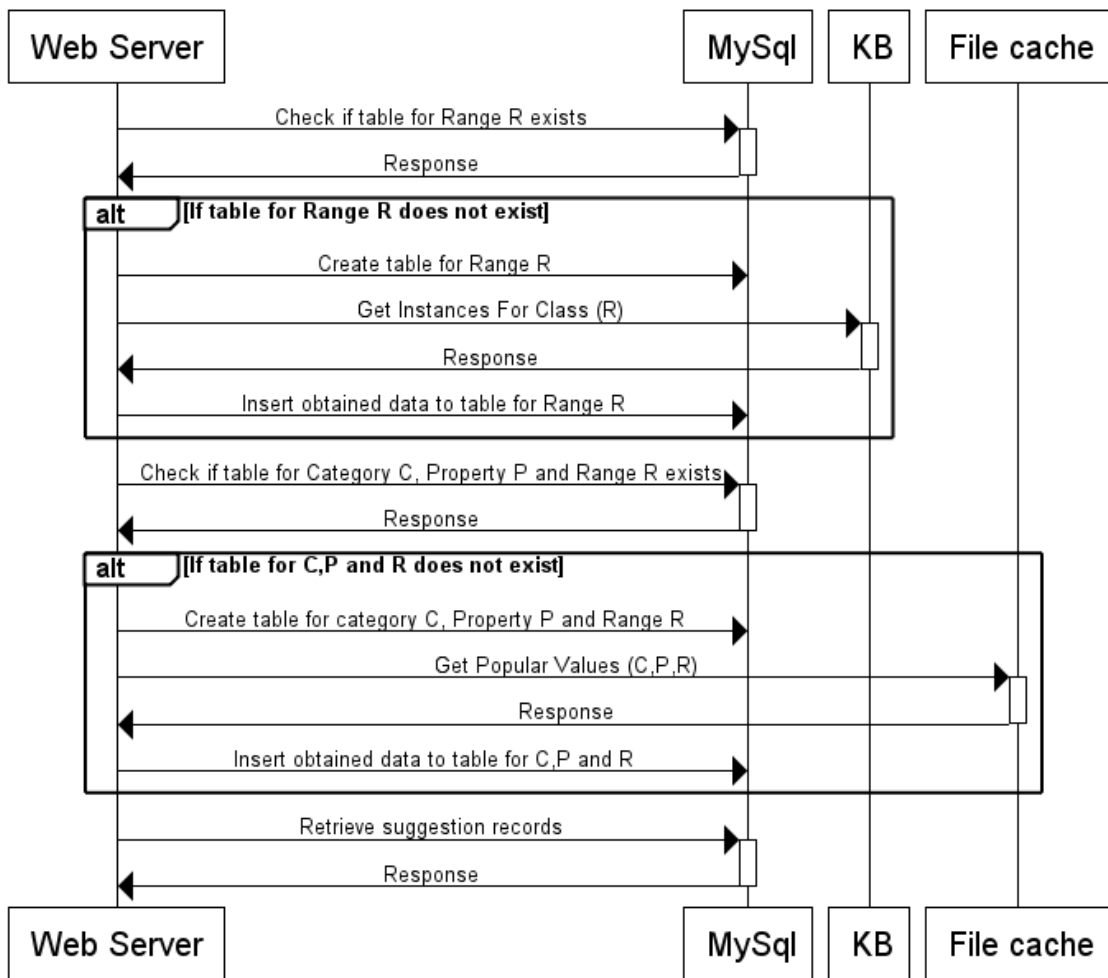 Web Server
MySql
KB
File cache
Check if table for Range R exists
Response
alt
[If table for Range R does not exist]
Create table for Range R
Get Instances For Class (R)
Response
Insert obtained data to table for Range R
Check if table for Category C, Property P and Range R exists
Response
alt
[If table for C,P and R does not exist]
Create table for category C, Property P and Range R
Get Popular Values (C,P,R)
Response
Insert obtained data to table for C,P and R
Retrieve suggestion records
Response
Web Server
MySql
KB
File cache